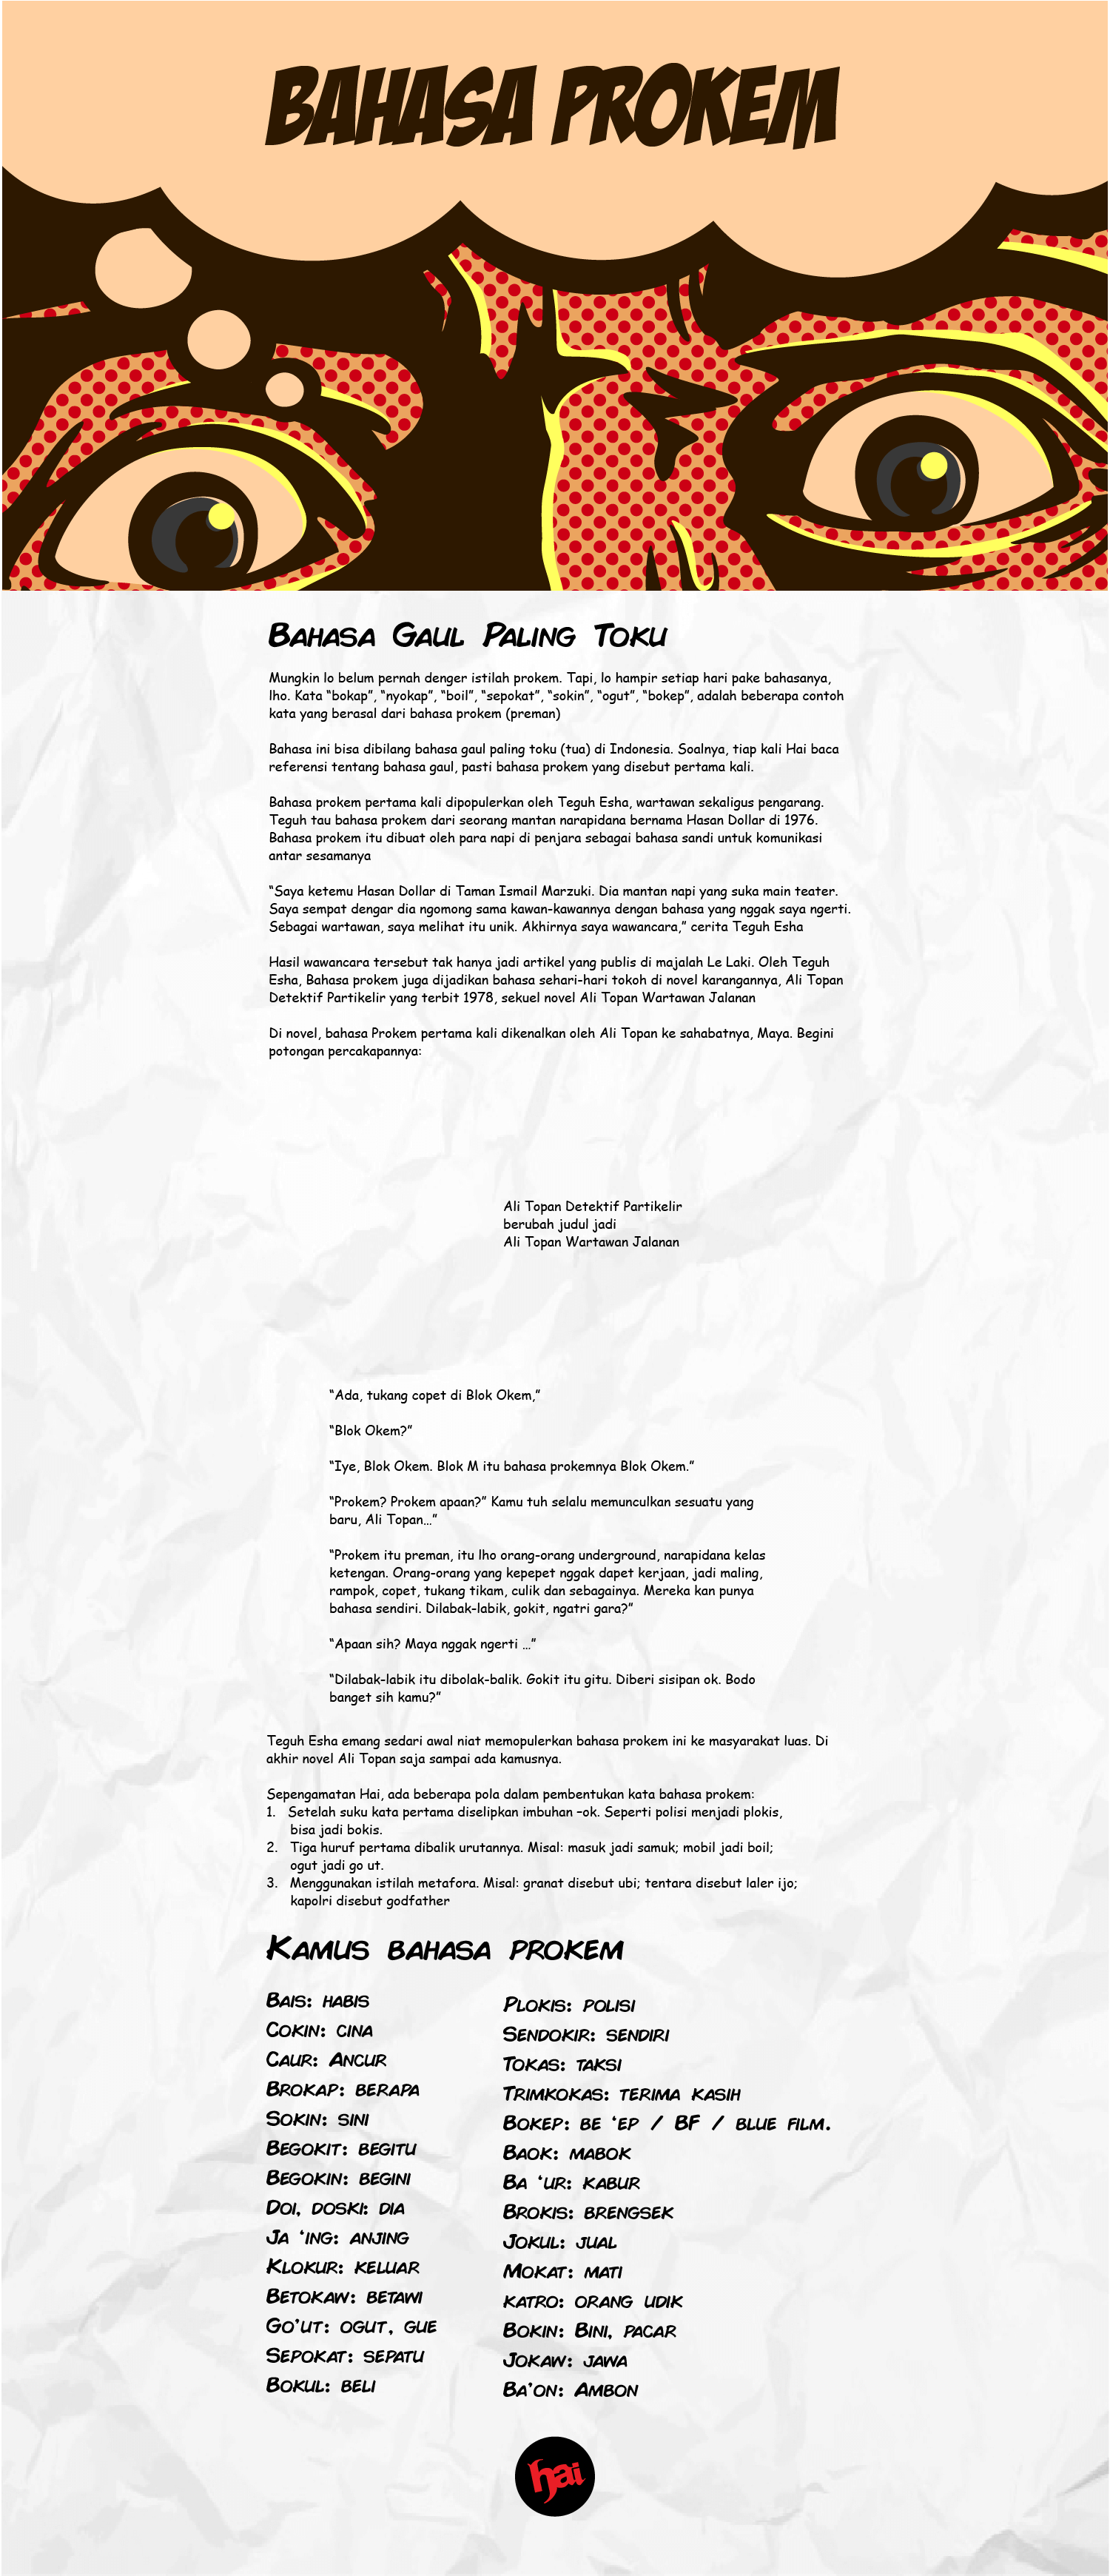 BAHASA PROKEM
Bahasa Gaul Paling Toku
Mungkin lo belum pernah denger istilah prokem. Tapi, lo hampir setiap hari pake bahasanya,
lho. Kata “bokap”, “nyokap”, “boil”, “sepokat”, “sokin”, “ogut”, “bokep”, adalah beberapa contoh
kata yang berasal dari bahasa prokem (preman)
Bahasa ini bisa dibilang bahasa gaul paling toku (tua) di Indonesia. Soalnya, tiap kali Hai baca
referensi tentang bahasa gaul, pasti bahasa prokem yang disebut pertama kali.
Bahasa prokem pertama kali dipopulerkan oleh Teguh Esha, wartawan sekaligus pengarang.
Teguh tau bahasa prokem dari seorang mantan narapidana bernama Hasan Dollar di 1976.
Bahasa prokem itu dibuat oleh para napi di penjara sebagai bahasa sandi untuk komunikasi
antar sesamanya
“Saya ketemu Hasan Dollar di Taman Ismail Marzuki. Dia mantan napi yang suka main teater.
Saya sempat dengar dia ngomong sama kawan-kawannya dengan bahasa yang nggak saya ngerti.
Sebagai wartawan, saya melihat itu unik. Akhirnya saya wawancara,” cerita Teguh Esha
Hasil wawancara tersebut tak hanya jadi artikel yang publis di majalah Le Laki. Oleh Teguh
Esha, Bahasa prokem juga dijadikan bahasa sehari-hari tokoh di novel karangannya, Ali Topan
Detektif Partikelir yang terbit 1978, sekuel novel Ali Topan Wartawan Jalanan
Di novel, bahasa Prokem pertama kali dikenalkan oleh Ali Topan ke sahabatnya, Maya. Begini
potongan percakapannya:
Ali Topan Detektif Partikelir
berubah judul jadi
Ali Topan Wartawan Jalanan
“Ada, tukang copet di Blok Okem,”
“Blok Okem?”
“Iye, Blok Okem. Blok M itu bahasa prokemnya Blok Okem.”
“Prokem? Prokem apaan?” Kamu tuh selalu memunculkan sesuatu yang
baru, Ali Topan...”
“Prokem itu preman, itu lho orang-orang underground, narapidana kelas
ketengan. Orang-orang yang kepepet nggak dapet kerjaan, jadi maling,
rampok, copet, tukang tikam, culik dan sebagainya. Mereka kan punya
bahasa sendiri. Dilabak-labik, gokit, ngatri gara?”
“Apaan sih? Maya nggak ngerti ...”
“Dilabak-labik itu dibolak-balik. Gokit itu gitu. Diberi sisipan ok. Bodo
banget sih kamu?”
Teguh Esha emang sedari awal niat memopulerkan bahasa prokem ini ke masyarakat luas. Di
akhir novel Ali Topan saja sampai ada kamusnya.
Sepengamatan Hai, ada beberapa pola dalam pembentukan kata bahasa prokem:
1. Setelah suku kata pertama diselipkan imbuhan –ok. Seperti polisi menjadi plokis,
bisa jadi bokis.
2. Tiga huruf pertama dibalik urutannya. Misal: masuk jadi samuk; mobil jadi boil;
ogut jadi go ut.
3. Menggunakan istilah metafora. Misal: granat disebut ubi; tentara disebut laler ijo;
kapolri disebut godfather
Kamus bahasa prokem
Bais: habis
Cokin: cina
Caur: Ancur
Brokap: berapa
Sokin: sini
Begokit: begitu
Begokin: begini
Doi, doski: dia
Ja ‘ing: anjing
Klokur: keluar
Betokaw: betawi
Go’ut: ogut, gue
Sepokat: sepatu
Bokul: beli
Plokis: polisi
Sendokir: sendiri
Tokas: taksi
Trimkokas: terima kasih
Bokep: be ‘ep / BF / blue film.
Baok: mabok
Ba ‘ur: kabur
Brokis: brengsek
Jokul: jual
Mokat: mati
katro: orang udik
Bokin: Bini, pacar
Jokaw: jawa
Ba’on: Ambon
hai